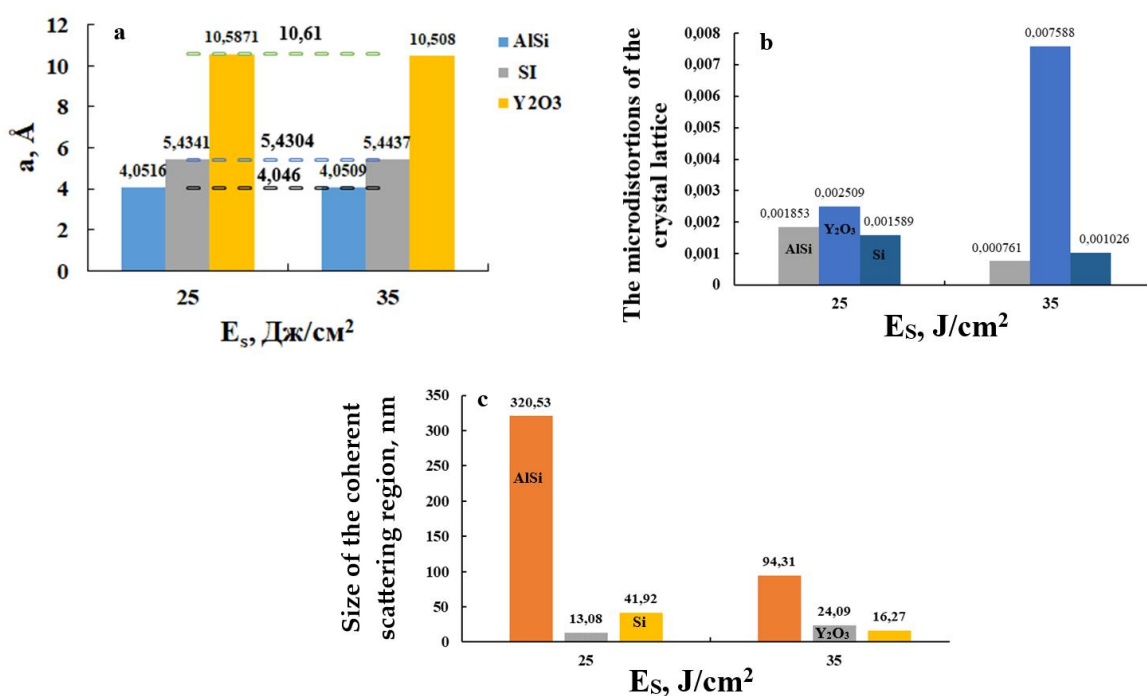 a
12
10
8
6
4
2
0
a, Å
4,0516
5,4341
10,5871
10,61
5,4304
4,046
4,0509
5,4437
10,508
AlSi
SI
Y2O3
25
35
Eₛ, Дж/см²
b
The microdistortions of the
crystal lattice
0,008
0,007
0,006
0,005
0,004
0,003
0,002
0,001
0
0,001853
0,002509
0,001589
0,000761
0,007588
0,001026
AlSi
Y₂O₃
Si
25
35
E_S, J/cm²
c
Size of the coherent
scattering region, nm
350
300
250
200
150
100
50
0
320,53
13,08
41,92
94,31
24,09
16,27
AlSi
Si
Y₂O₃
25
35
E_S, J/cm²